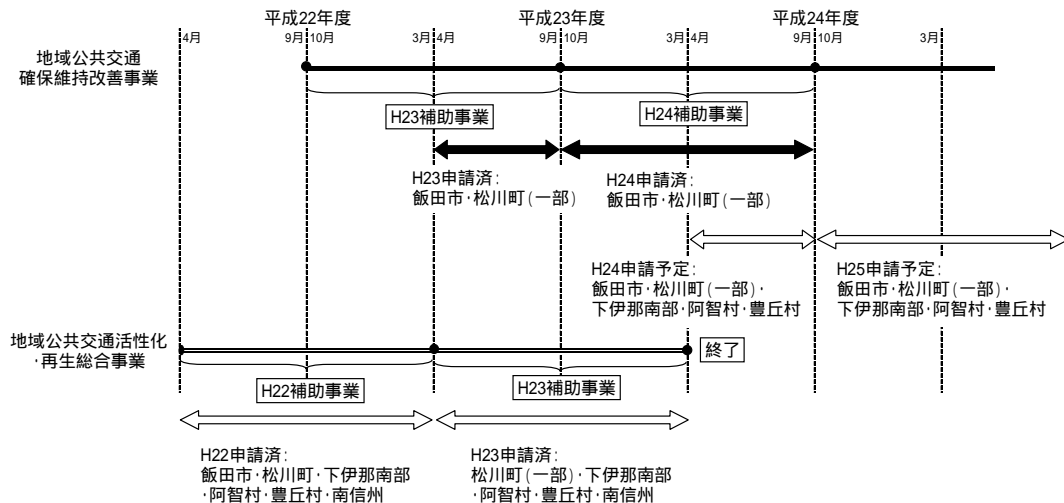 平成22年度 平成23年度 平成24年度
4月 9月 10月 3月 4月 9月 10月 3月 4月 9月 10月 3月
地域公共交通
確保維持改善事業
H23補助事業 H24補助事業
H23申請済:
飯田市・松川町(一部)
H24申請済:
飯田市・松川町(一部)
H24申請予定:
飯田市・松川町(一部)・
下伊那南部・阿智村・豊丘村
H25申請予定:
飯田市・松川町(一部)・
下伊那南部・阿智村・豊丘村
地域公共交通活性化
・再生総合事業
終了
H22補助事業 H23補助事業
H22申請済:
飯田市・松川町・下伊那南部
・阿智村・豊丘村・南信州
H23申請済:
松川町(一部)・下伊那南部
・阿智村・豊丘村・南信州